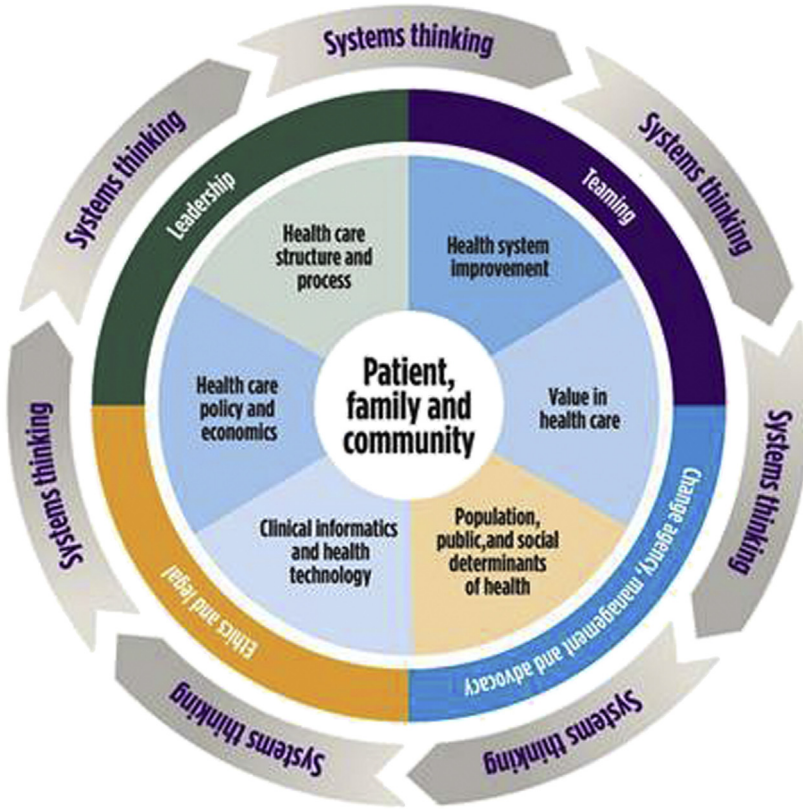 Systems thinking
Systems thinking
Systems thinking
Systems thinking
Systems thinking
Systems thinking
Systems thinking
Leadership
Teaming
Change agency, management and advocacy
Ethics and legal
Health care
structure and
process
Health system
improvement
Value in
health care
Population,
public,and social
determinants
of health
Clinical informatics
and health
technology
Health care
policy and
economics
Patient,
family and
community